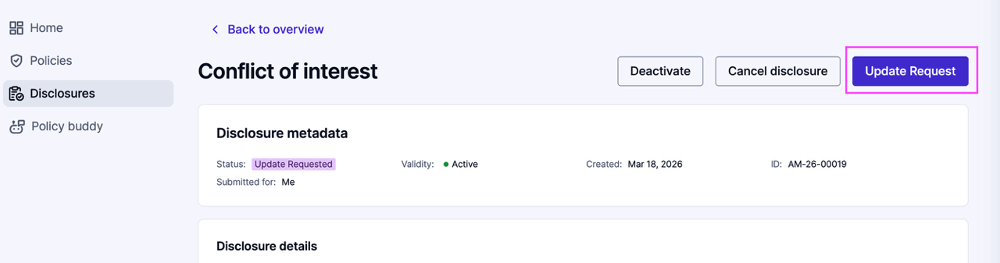 Home
Policies
Disclosures
Policy buddy
Back to overview
Conflict of interest
Deactivate
Cancel disclosure
Update Request
Disclosure metadata
Status: Update Requested
Validity: Active
Created: Mar 18, 2026
ID: AM-26-00019
Submitted for: Me
Disclosure details